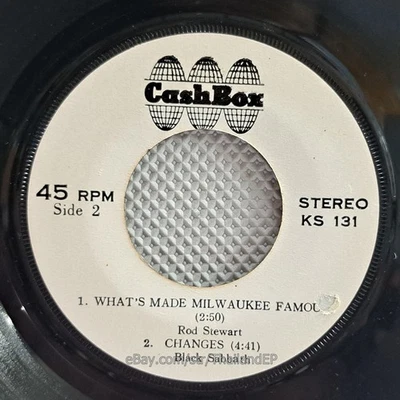 CashBox
45 RPM
Side 2
STEREO
KS 131
1. WHAT'S MADE MILWAUKEE FAMOU
(2:50)
Rod Stewart
2. CHANGES (4:41)
Black Sabbath